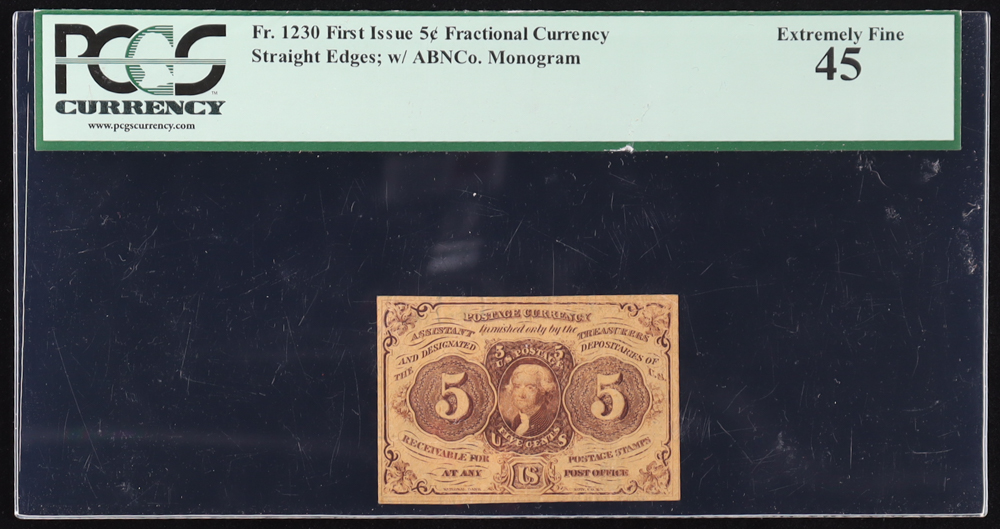 PCGS
CURRENCY
www.pcgscurrency.com
Fr. 1230 First Issue 5¢ Fractional Currency
Straight Edges; w/ ABNCo. Monogram
Extremely Fine
45
POSTAGE CURRENCY
furnished only by the
ASSISTANT TREASURERS
AND DESIGNATED DEPOSITARIES OF
THE U.S.
5 5
U.S. POSTAGE
5 5
FIVE CENTS
U S
RECEIVABLE FOR POSTAGE STAMPS
AT ANY US POST OFFICE